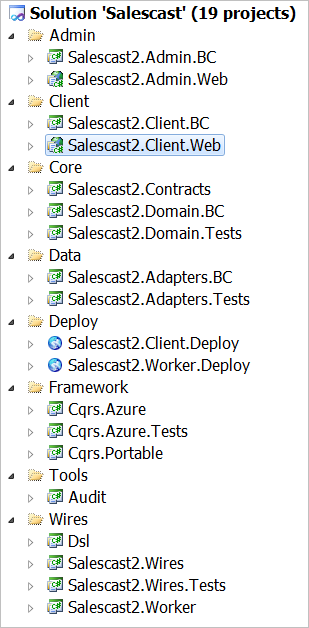 Solution 'Salescast' (19 projects)
Admin
Salescast2.Admin.BC
Salescast2.Admin.Web
Client
Salescast2.Client.BC
Salescast2.Client.Web
Core
Salescast2.Contracts
Salescast2.Domain.BC
Salescast2.Domain.Tests
Data
Salescast2.Adapters.BC
Salescast2.Adapters.Tests
Deploy
Salescast2.Client.Deploy
Salescast2.Worker.Deploy
Framework
Cqrs.Azure
Cqrs.Azure.Tests
Cqrs.Portable
Tools
Audit
Wires
Dsl
Salescast2.Wires
Salescast2.Wires.Tests
Salescast2.Worker